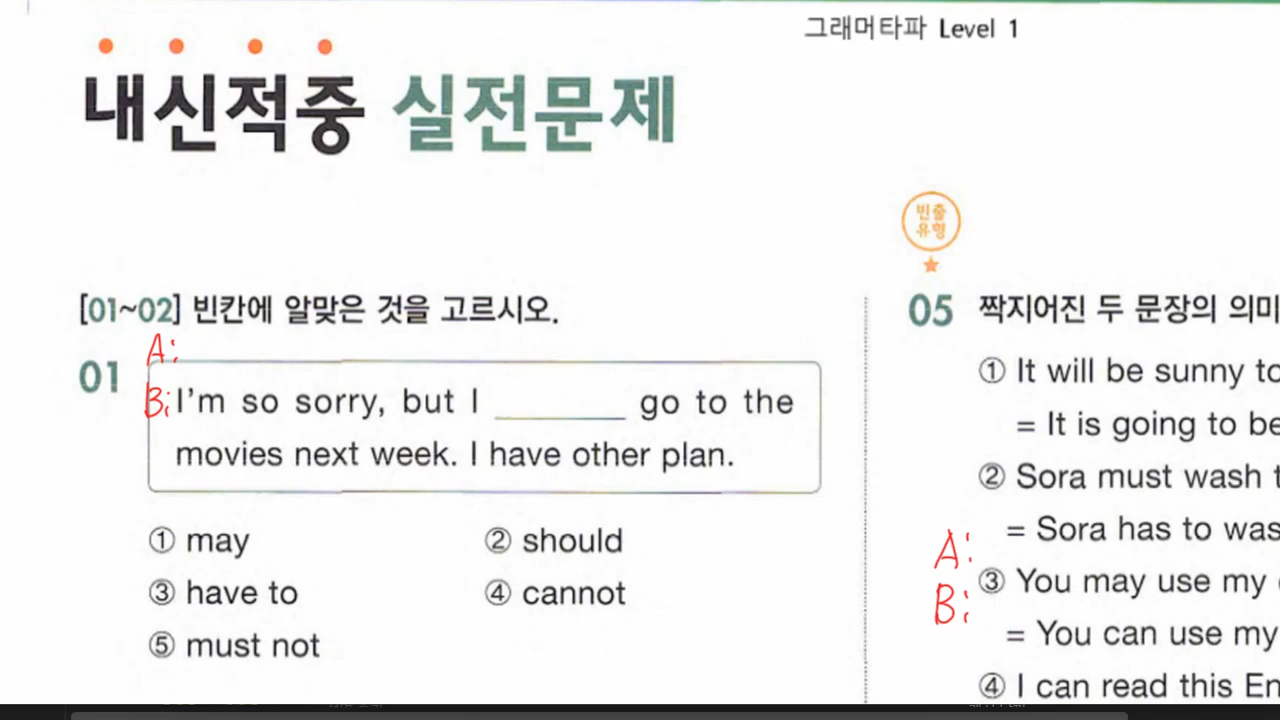 그래머타파 Level 1
내신적중 실전문제
[01~02] 빈칸에 알맞은 것을 고르시오.
01
A:
B: I'm so sorry, but I ______ go to the
movies next week. I have other plan.
① may ② should
③ have to ④ cannot
⑤ must not
빈출
유형
05 짝지어진 두 문장의 의미
① It will be sunny to
= It is going to be
② Sora must wash t
= Sora has to was
A:
③ You may use my
B:
= You can use my
④ I can read this En